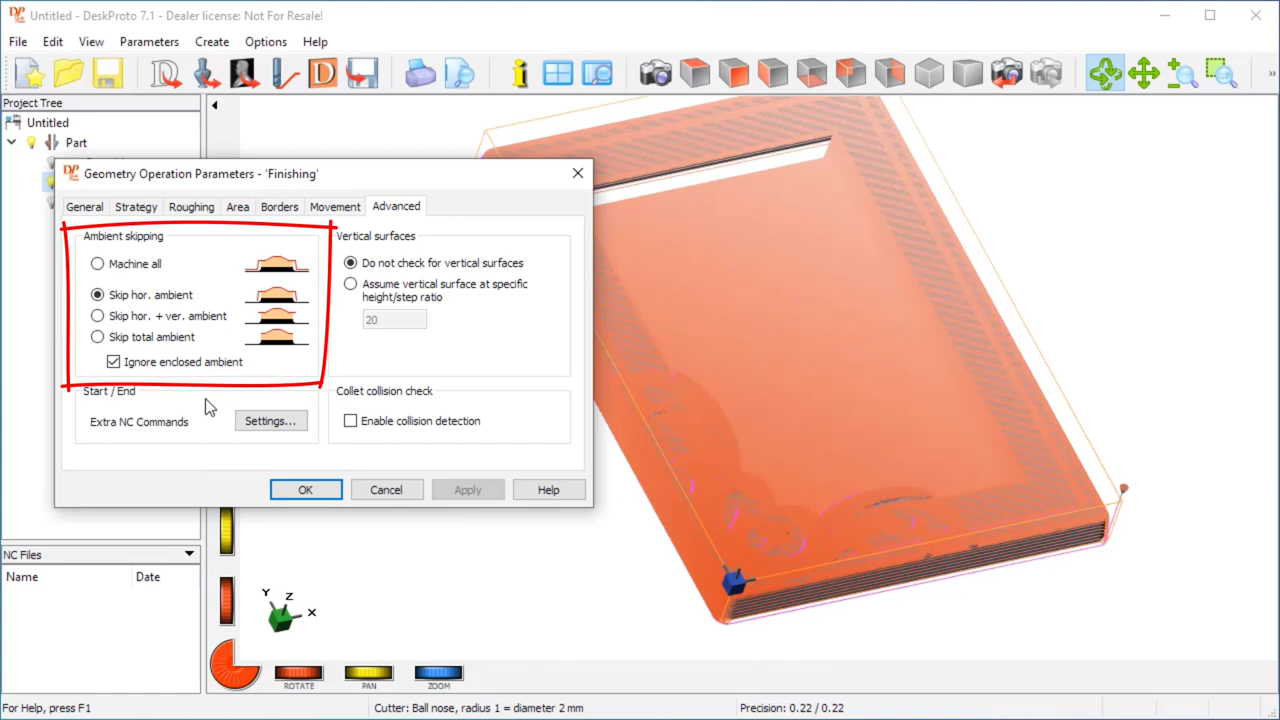 Untitled - DeskProto 7.1 - Dealer license: Not For Resale!
File Edit View Parameters Create Options Help
Project Tree
Untitled
Part
Geometry Operation Parameters - 'Finishing'
General Strategy Roughing Area Borders Movement Advanced
Ambient skipping
Machine all
Skip hor. ambient
Skip hor. + ver. ambient
Skip total ambient
Ignore enclosed ambient
Vertical surfaces
Do not check for vertical surfaces
Assume vertical surface at specific
height/step ratio
20
Start / End
Extra NC Commands Settings...
Collet collision check
Enable collision detection
OK Cancel Apply Help
NC Files
Name Date
Y Z X
ROTATE PAN ZOOM
For Help, press F1 Cutter: Ball nose, radius 1 = diameter 2 mm Precision: 0.22 / 0.22